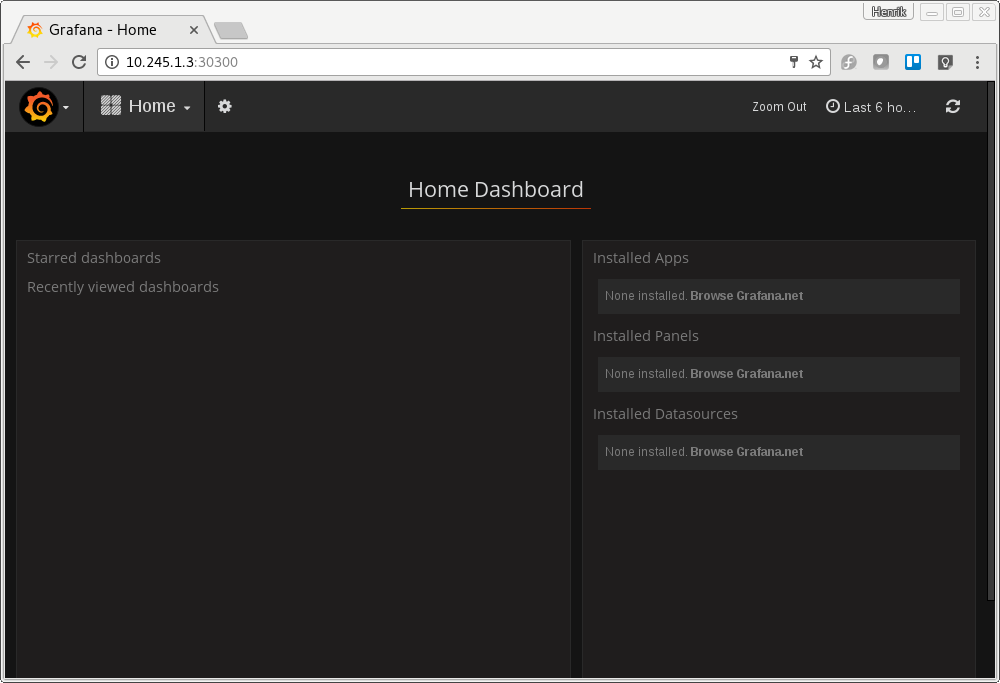 Henrik
Grafana - Home
10.245.1.3:30300
Home
Zoom Out
Last 6 ho...
Home Dashboard
Starred dashboards
Recently viewed dashboards
Installed Apps
None installed. Browse Grafana.net
Installed Panels
None installed. Browse Grafana.net
Installed Datasources
None installed. Browse Grafana.net